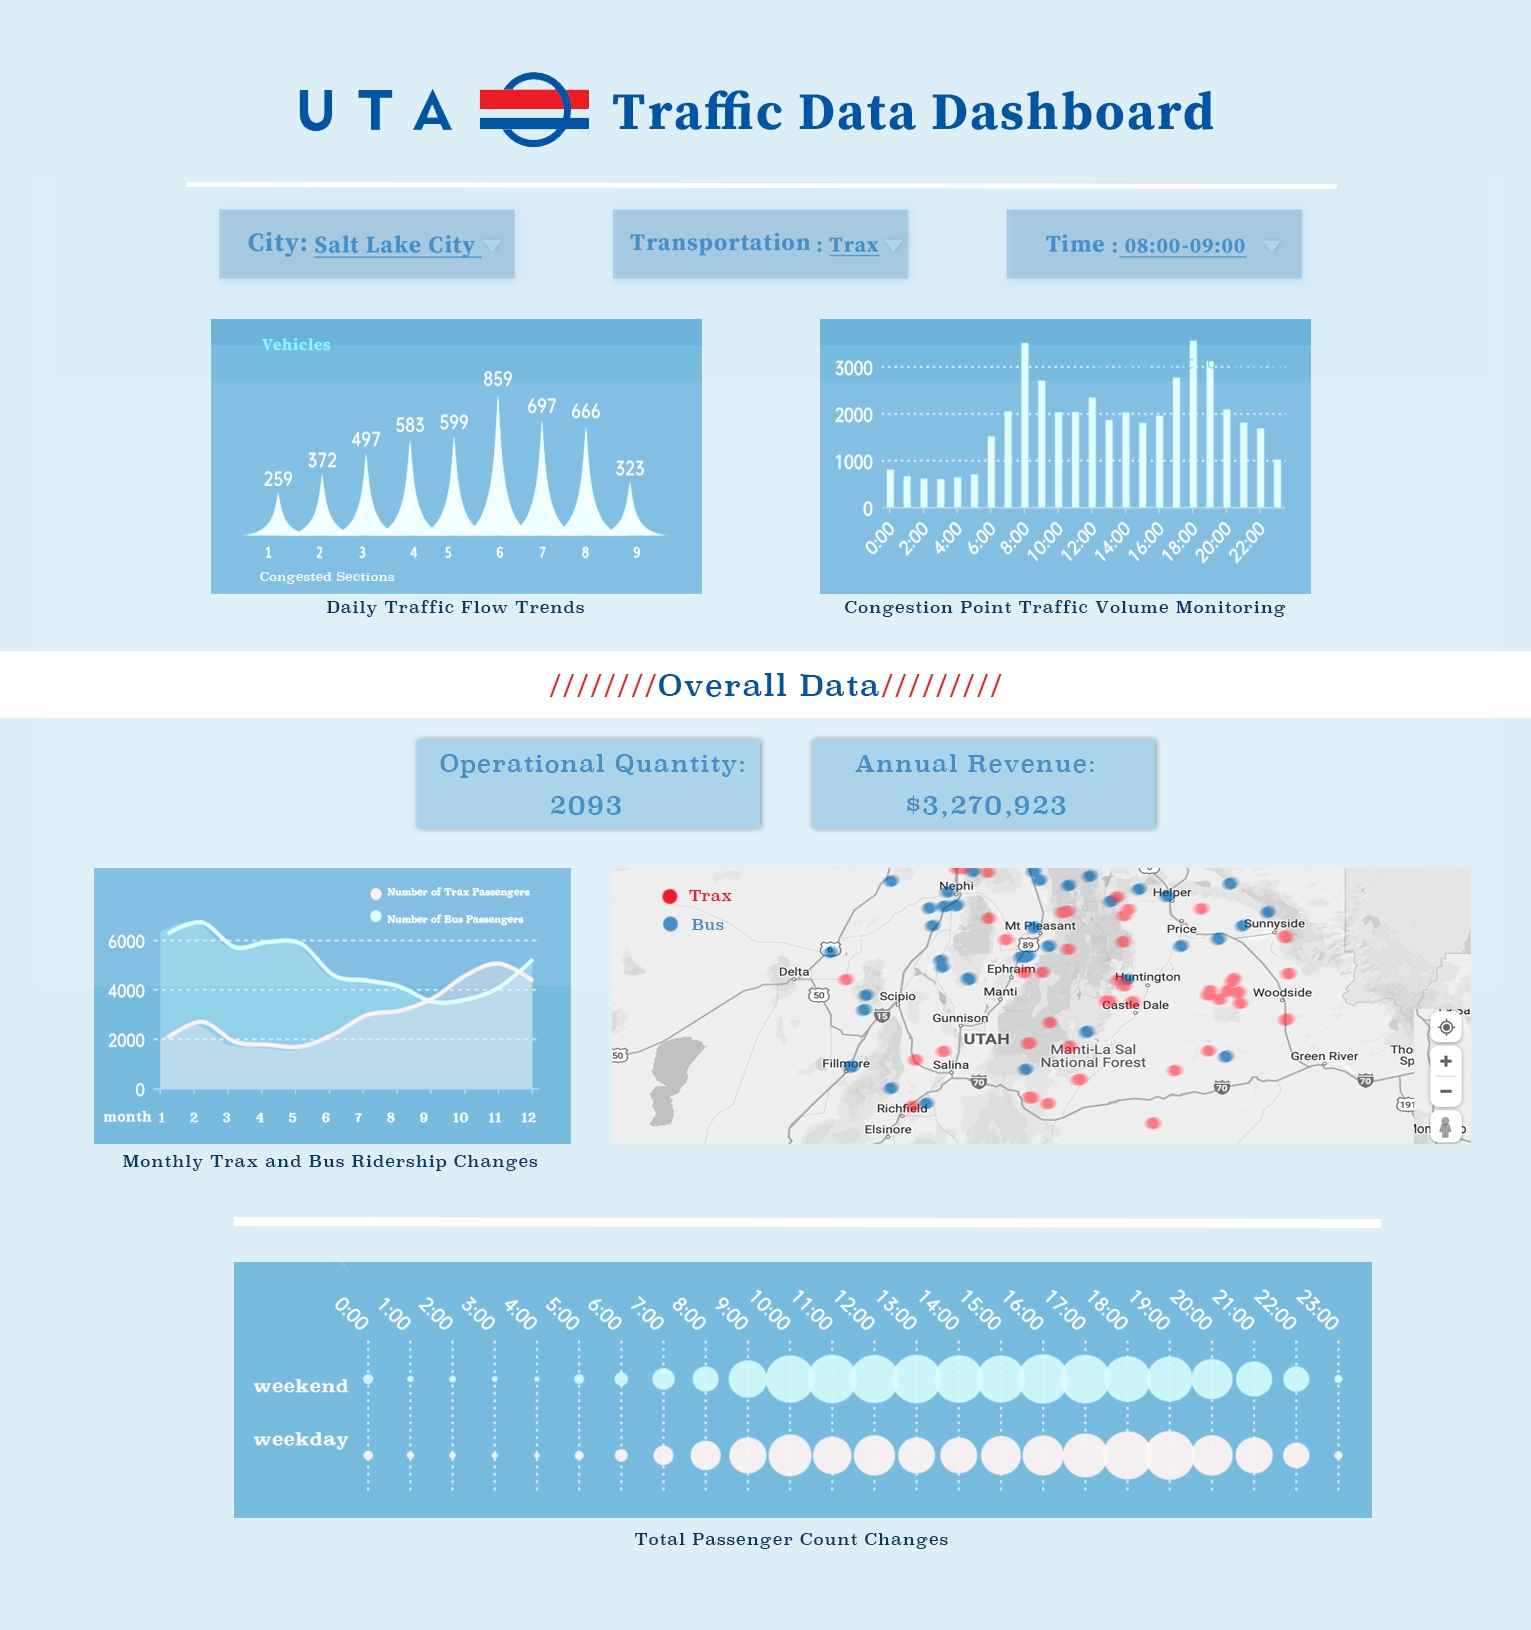 UTA Traffic Data Dashboard
City: Salt Lake City
Transportation : Trax
Time : 08:00-09:00
Vehicles
259 372 497 583 599 859 697 666 323
1 2 3 4 5 6 7 8 9
Congested Sections
Daily Traffic Flow Trends
3000
2000
1000
0
0:00 2:00 4:00 6:00 8:00 10:00 12:00 14:00 16:00 18:00 20:00 22:00
Congestion Point Traffic Volume Monitoring
////////Overall Data/////////
Operational Quantity:
2093
Annual Revenue:
$3,270,923
Number of Trax Passengers
Number of Bus Passengers
6000
4000
2000
0
month 1 2 3 4 5 6 7 8 9 10 11 12
Monthly Trax and Bus Ridership Changes
Trax
Bus
Nephi
Helper
Mt Pleasant
Price
Sunnyside
6
89
Delta
Ephraim
Huntington
50
Scipio
Manti
Castle Dale
Woodside
15
Gunnison
UTAH
50
Manti-La Sal
National Forest
Fillmore
Salina
Green River
Tho
Sp
70
70
70
191
Richfield
Elsinore
0:00 1:00 2:00 3:00 4:00 5:00 6:00 7:00 8:00 9:00 10:00 11:00 12:00 13:00 14:00 15:00 16:00 17:00 18:00 19:00 20:00 21:00 22:00 23:00
weekend
weekday
Total Passenger Count Changes